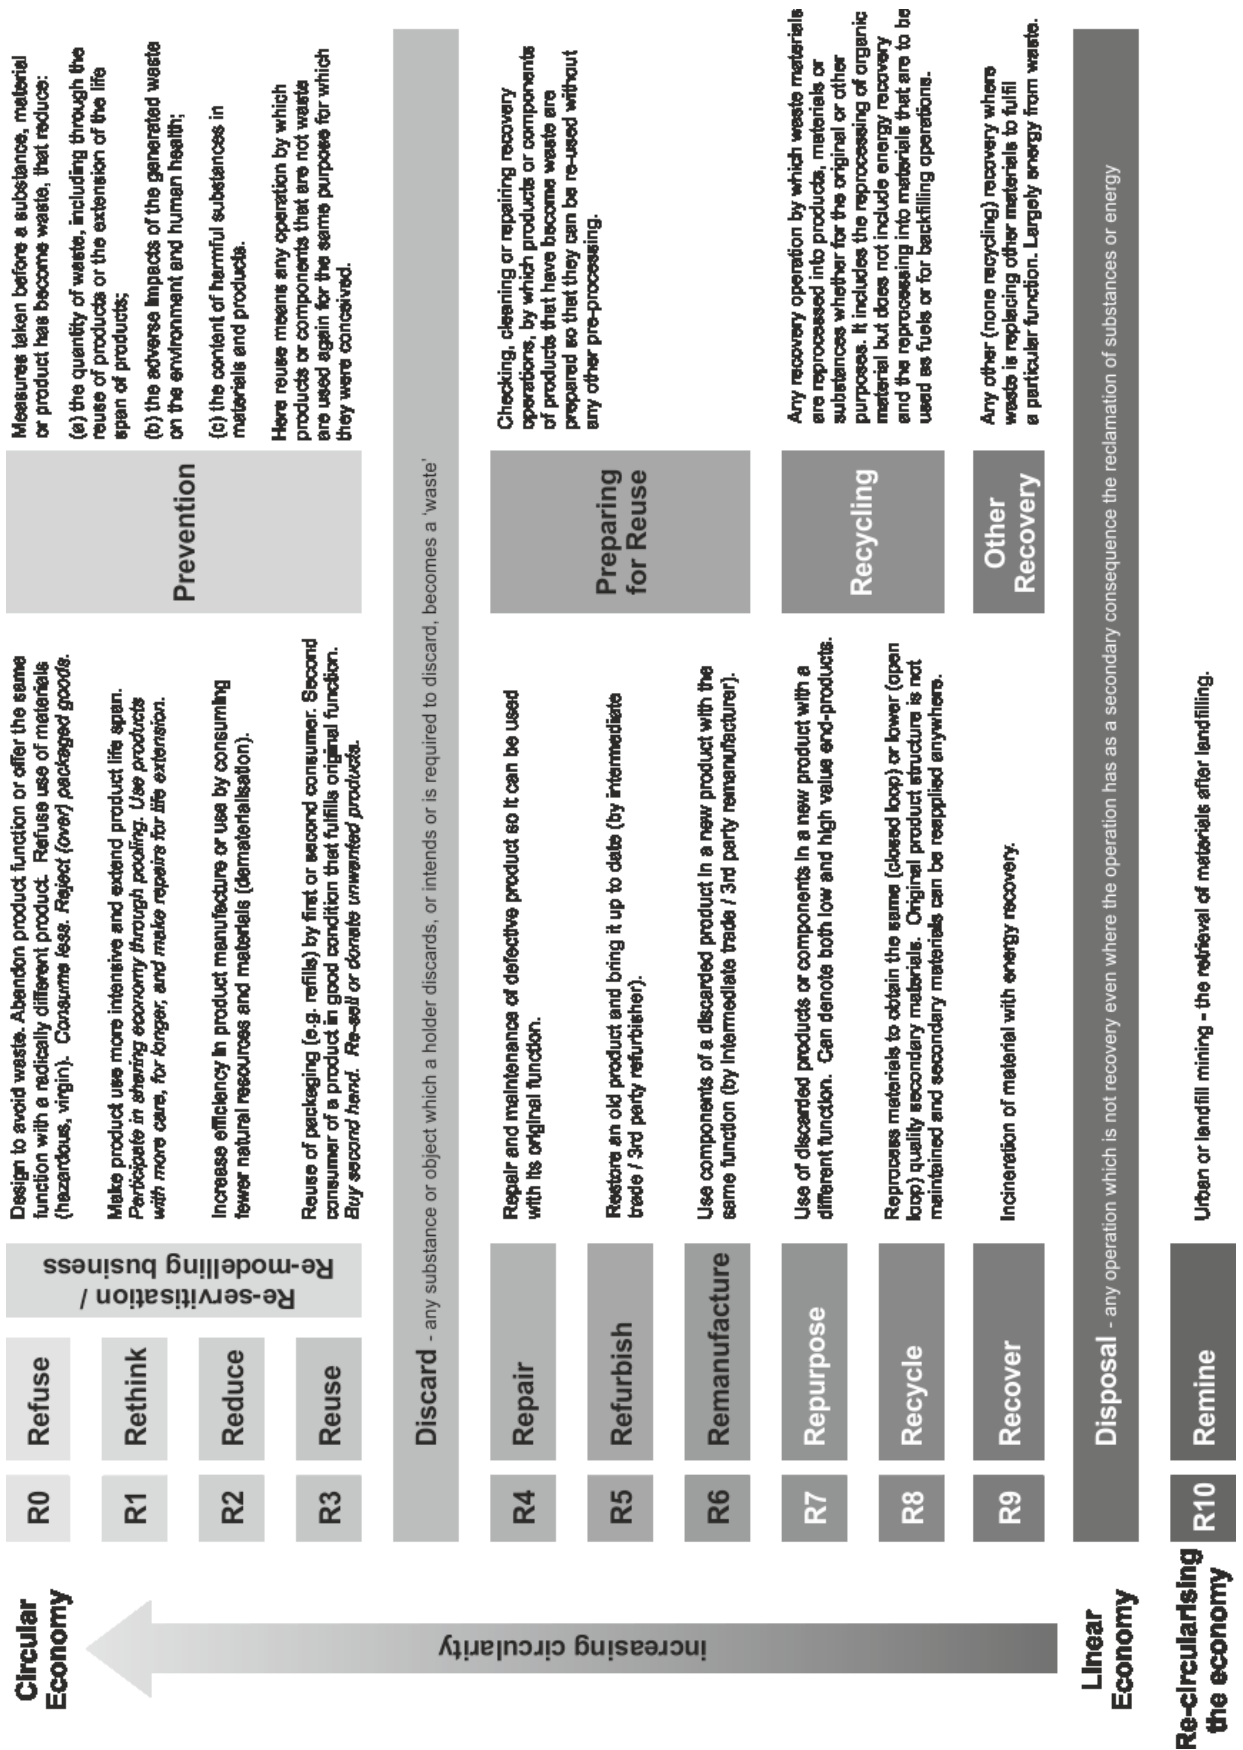 Circular
Economy
increasing circularity
Linear
Economy
Re-circularising
the economy
R0
Refuse
Re-servitisation /
Re-modelling business
Design to avoid waste. Abandon product function or offer the same
function with a radically different product. Refuse use of materials
(hazardous, virgin). Consume less. Reject (over) packaged goods.
R1
Rethink
Make product use more intensive and extend product life span.
Participate in sharing economy through pooling. Use products
with more care, for longer, and make repairs for life extension.
R2
Reduce
Increase efficiency in product manufacture or use by consuming
fewer natural resources and materials (dematerialisation).
R3
Reuse
Reuse of packaging (e.g. refills) by first or second consumer. Second
consumer of a product in good condition that fulfills original function.
Buy second hand. Re-sell or donate unwanted products.
Prevention
Measures taken before a substance, material
or product has become waste, that reduce:
(a) the quantity of waste, including through the
reuse of products or the extension of the life
span of products;
(b) the adverse impacts of the generated waste
on the environment and human health;
(c) the content of harmful substances in
materials and products.
Here reuse means any operation by which
products or components that are not waste
are used again for the same purpose for which
they were conceived.
Discard - any substance or object which a holder discards, or intends or is required to discard, becomes a 'waste'
R4
Repair
Repair and maintenance of defective product so it can be used
with its original function.
R5
Refurbish
Restore an old product and bring it up to date (by intermediate
trade / 3rd party refurbisher).
R6
Remanufacture
Use components of a discarded product in a new product with the
same function (by intermediate trade / 3rd party remanufacturer).
Preparing
for Reuse
Checking, cleaning or repairing recovery
operations, by which products or components
of products that have become waste are
prepared so that they can be re-used without
any other pre-processing.
R7
Repurpose
Use of discarded products or components in a new product with a
different function. Can denote both low and high value end-products.
R8
Recycle
Reprocess materials to obtain the same (closed loop) or lower (open
loop) quality secondary materials. Original product structure is not
maintained and secondary materials can be reapplied anywhere.
Recycling
Any recovery operation by which waste materials
are reprocessed into products, materials or
substances whether for the original or other
purposes. It includes the reprocessing of organic
material but does not include energy recovery
and the reprocessing into materials that are to be
used as fuels or for backfilling operations.
R9
Recover
Incineration of material with energy recovery.
Other
Recovery
Any other (none recycling) recovery where
waste is replacing other materials to fulfil
a particular function. Largely energy from waste.
Disposal - any operation which is not recovery even where the operation has as a secondary consequence the reclamation of substances or energy
R10
Remine
Urban or landfill mining – the retrieval of materials after landfilling.